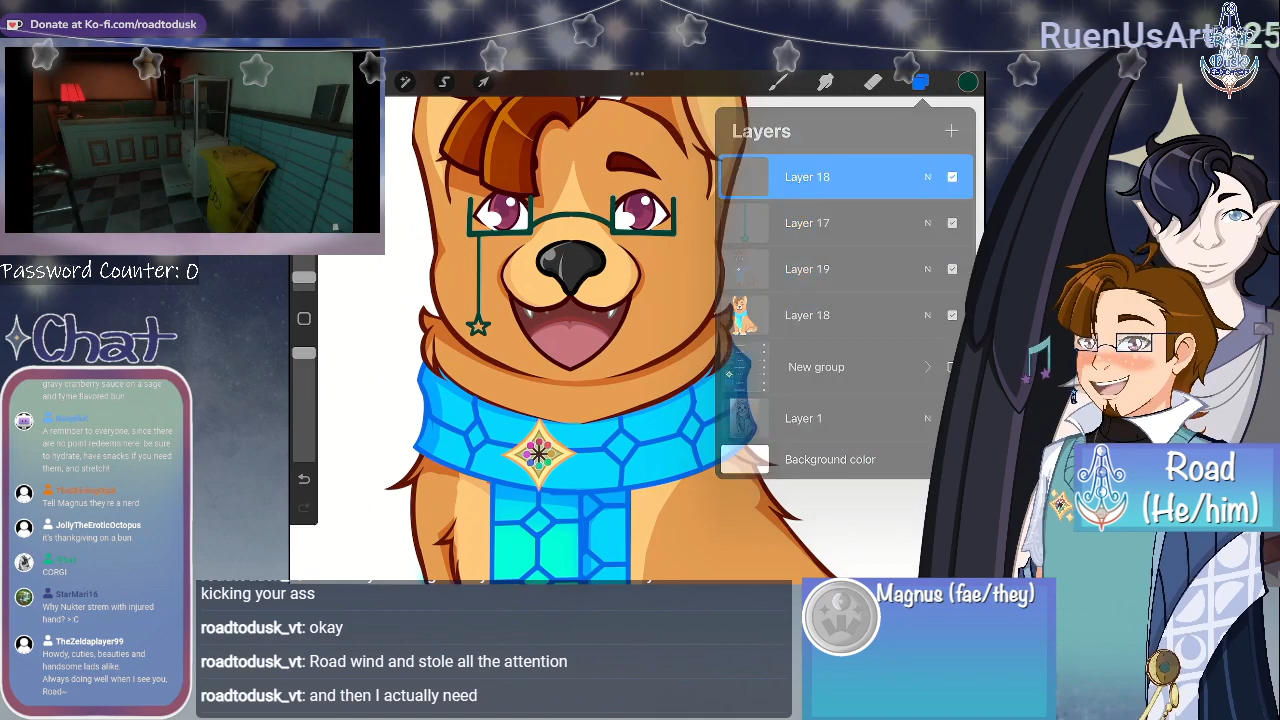 Donate at Ko-fi.com/roadtodusk
RuenUsArt
25
Password Counter: 0
Chat
gravy cranberry sauce on a sage
and tyme flavored bun
A reminder to everyone, since there
are no point redeems here: be sure
to hydrate, have snacks if you need
them, and stretch!
Tell Magnus they're a nerd
JollyTheEroticOctopus
it's thankgiving on a bun
CORGI
StarMari16
Why Nukter strem with injured
hand? >:C
TheZeldaplayer99
Howdy, cuties, beauties and
handsome lads alike.
Always doing well when I see you,
Road~
Layers
Layer 18
N
Layer 17
N
Layer 19
N
Layer 18
N
New group
Layer 1
N
Background color
kicking your ass
roadtodusk_vt: okay
roadtodusk_vt: Road wind and stole all the attention
roadtodusk_vt: and then I actually need
Magnus (fae/they)
Road
(He/him)